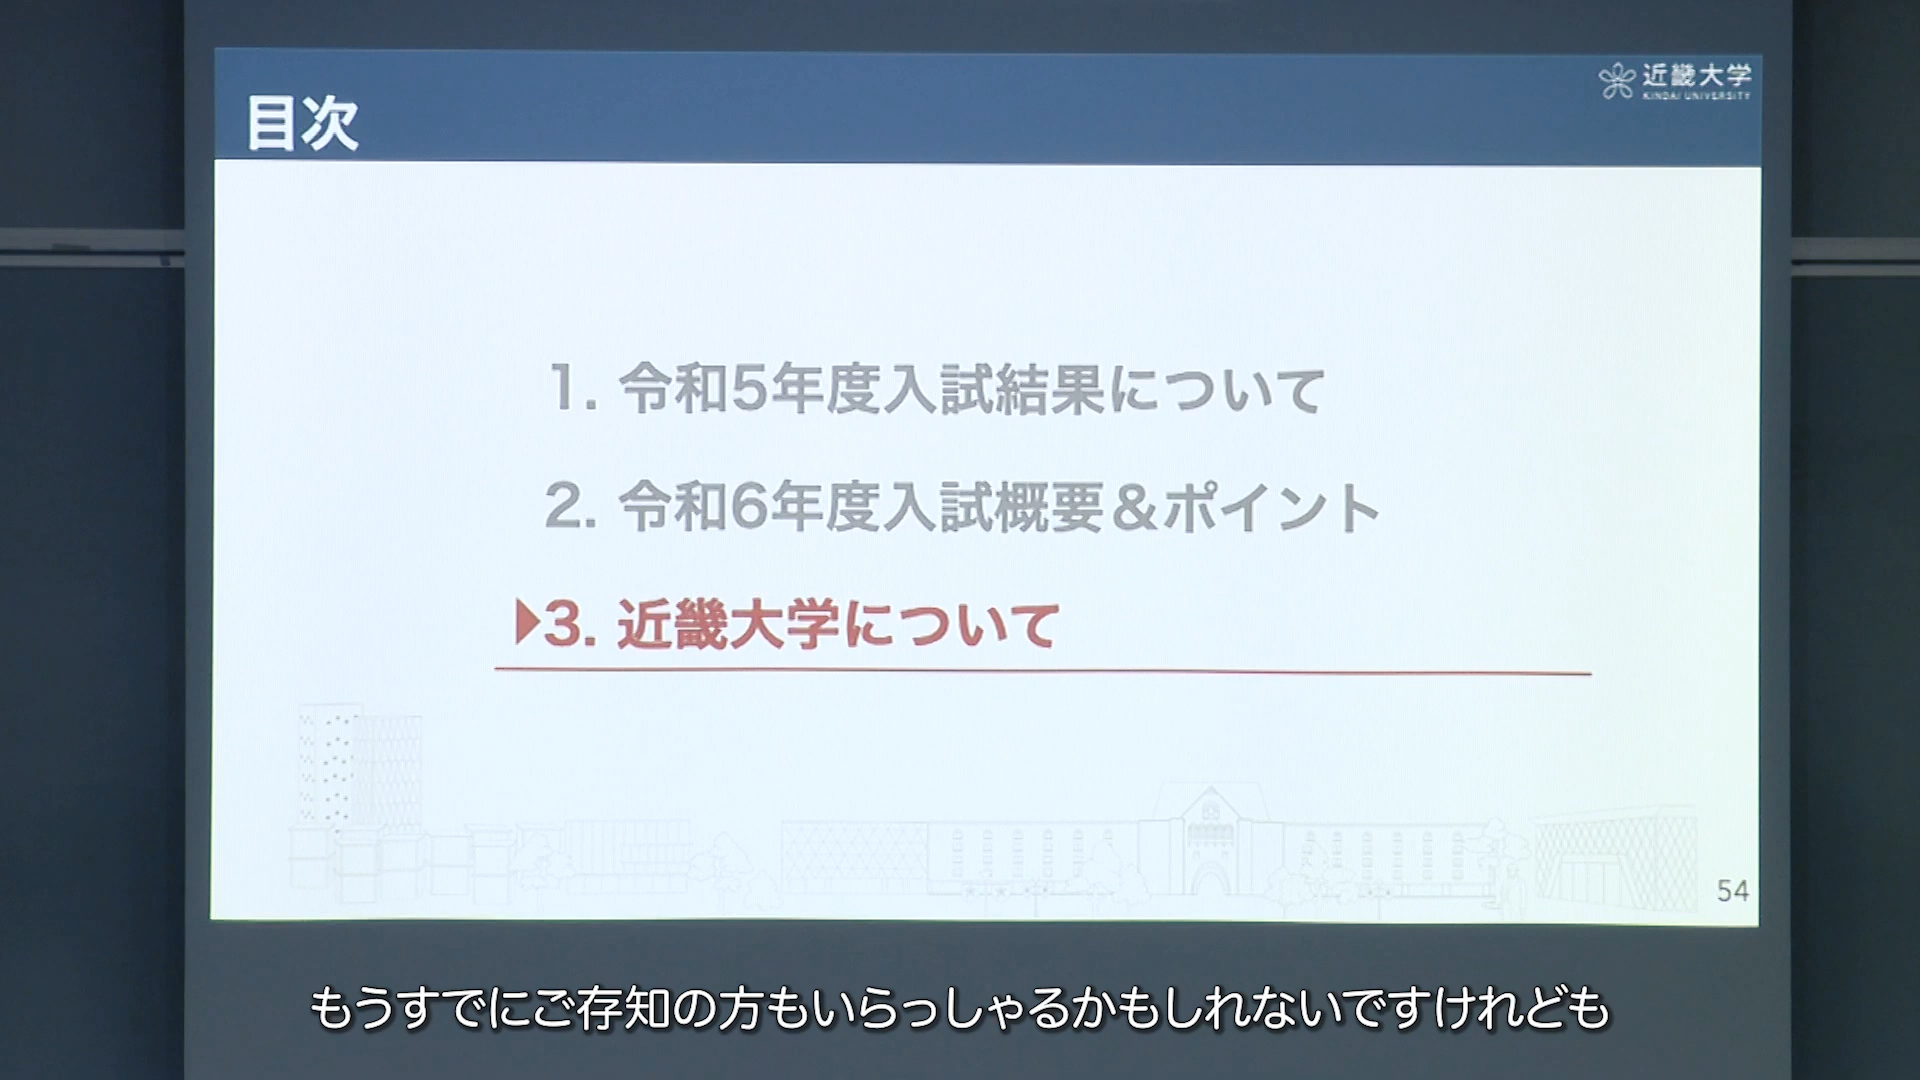 近畿大学
KINDAI UNIVERSITY
目次
1. 令和5年度入試結果について
2. 令和6年度入試概要＆ポイント
▶3. 近畿大学について
54
もうすでにご存知の方もいらっしゃるかもしれないですけれども